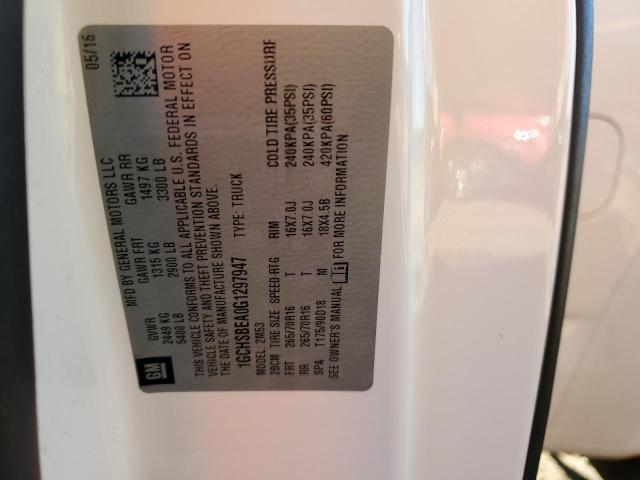 GM
MFD BY GENERAL MOTORS LLC
05/16
GVWR GAWR FRT GAWR RR
2449 KG 1315 KG 1497 KG
5400 LB 2900 LB 3300 LB
THIS VEHICLE CONFORMS TO ALL APPLICABLE U.S. FEDERAL MOTOR
VEHICLE SAFETY AND THEFT PREVENTION STANDARDS IN EFFECT ON
THE DATE OF MANUFACTURE SHOWN ABOVE.
1GCHSBEA0G1297947 TYPE: TRUCK
MODEL: 2M53
2BCM TIRE SIZE SPEED RTG RIM COLD TIRE PRESSURE
FRT 265/70R16 T 16X7.0J 240KPA(35PSI)
RR 265/70R16 T 16X7.0J 240KPA(35PSI)
SPA T175/90D18 M 18X4.5B 420KPA(60PSI)
SEE OWNER'S MANUAL FOR MORE INFORMATION